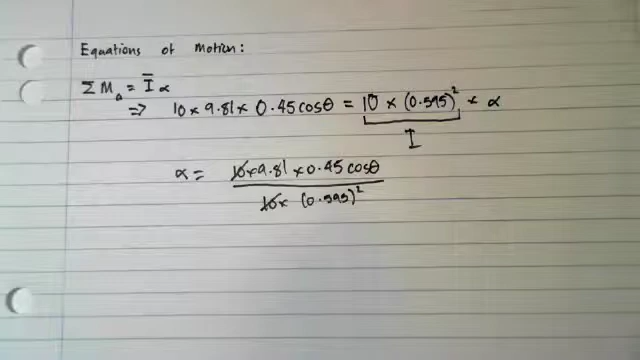 Equations of Motion:
ΣM_A = Ī α
⇒ 10 × 9.81 × 0.45 cosθ = 10 × (0.595)² × α
I
α = 10×9.81 × 0.45 cosθ
10× (0.595)²